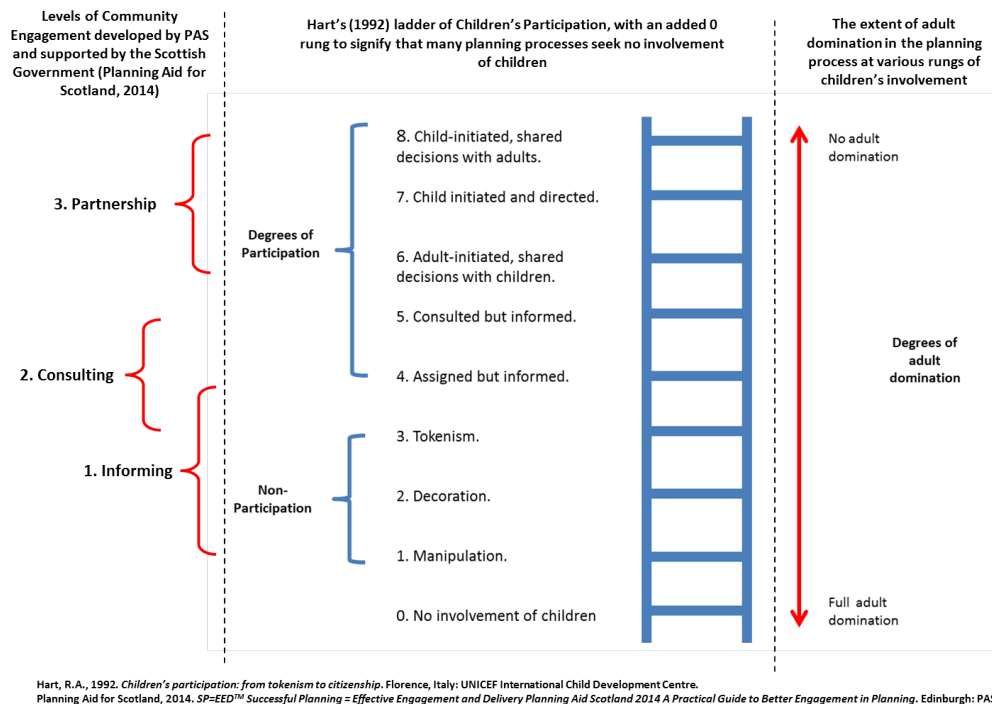 Levels of Community
Engagement developed by PAS
and supported by the Scottish
Government (Planning Aid for
Scotland, 2014)
Hart's (1992) ladder of Children's Participation, with an added 0
rung to signify that many planning processes seek no involvement
of children
The extent of adult
domination in the planning
process at various rungs of
children's involvement
3. Partnership
2. Consulting
1. Informing
Degrees of
Participation
Non-
Participation
8. Child-initiated, shared
decisions with adults.
7. Child initiated and directed.
6. Adult-initiated, shared
decisions with children.
5. Consulted but informed.
4. Assigned but informed.
3. Tokenism.
2. Decoration.
1. Manipulation.
0. No involvement of children
No adult
domination
Degrees of
adult
domination
Full adult
domination
Hart, R.A., 1992. Children's participation: from tokenism to citizenship. Florence, Italy: UNICEF International Child Development Centre.
Planning Aid for Scotland, 2014. SP=EED™ Successful Planning = Effective Engagement and Delivery Planning Aid Scotland 2014 A Practical Guide to Better Engagement in Planning. Edinburgh: PAS